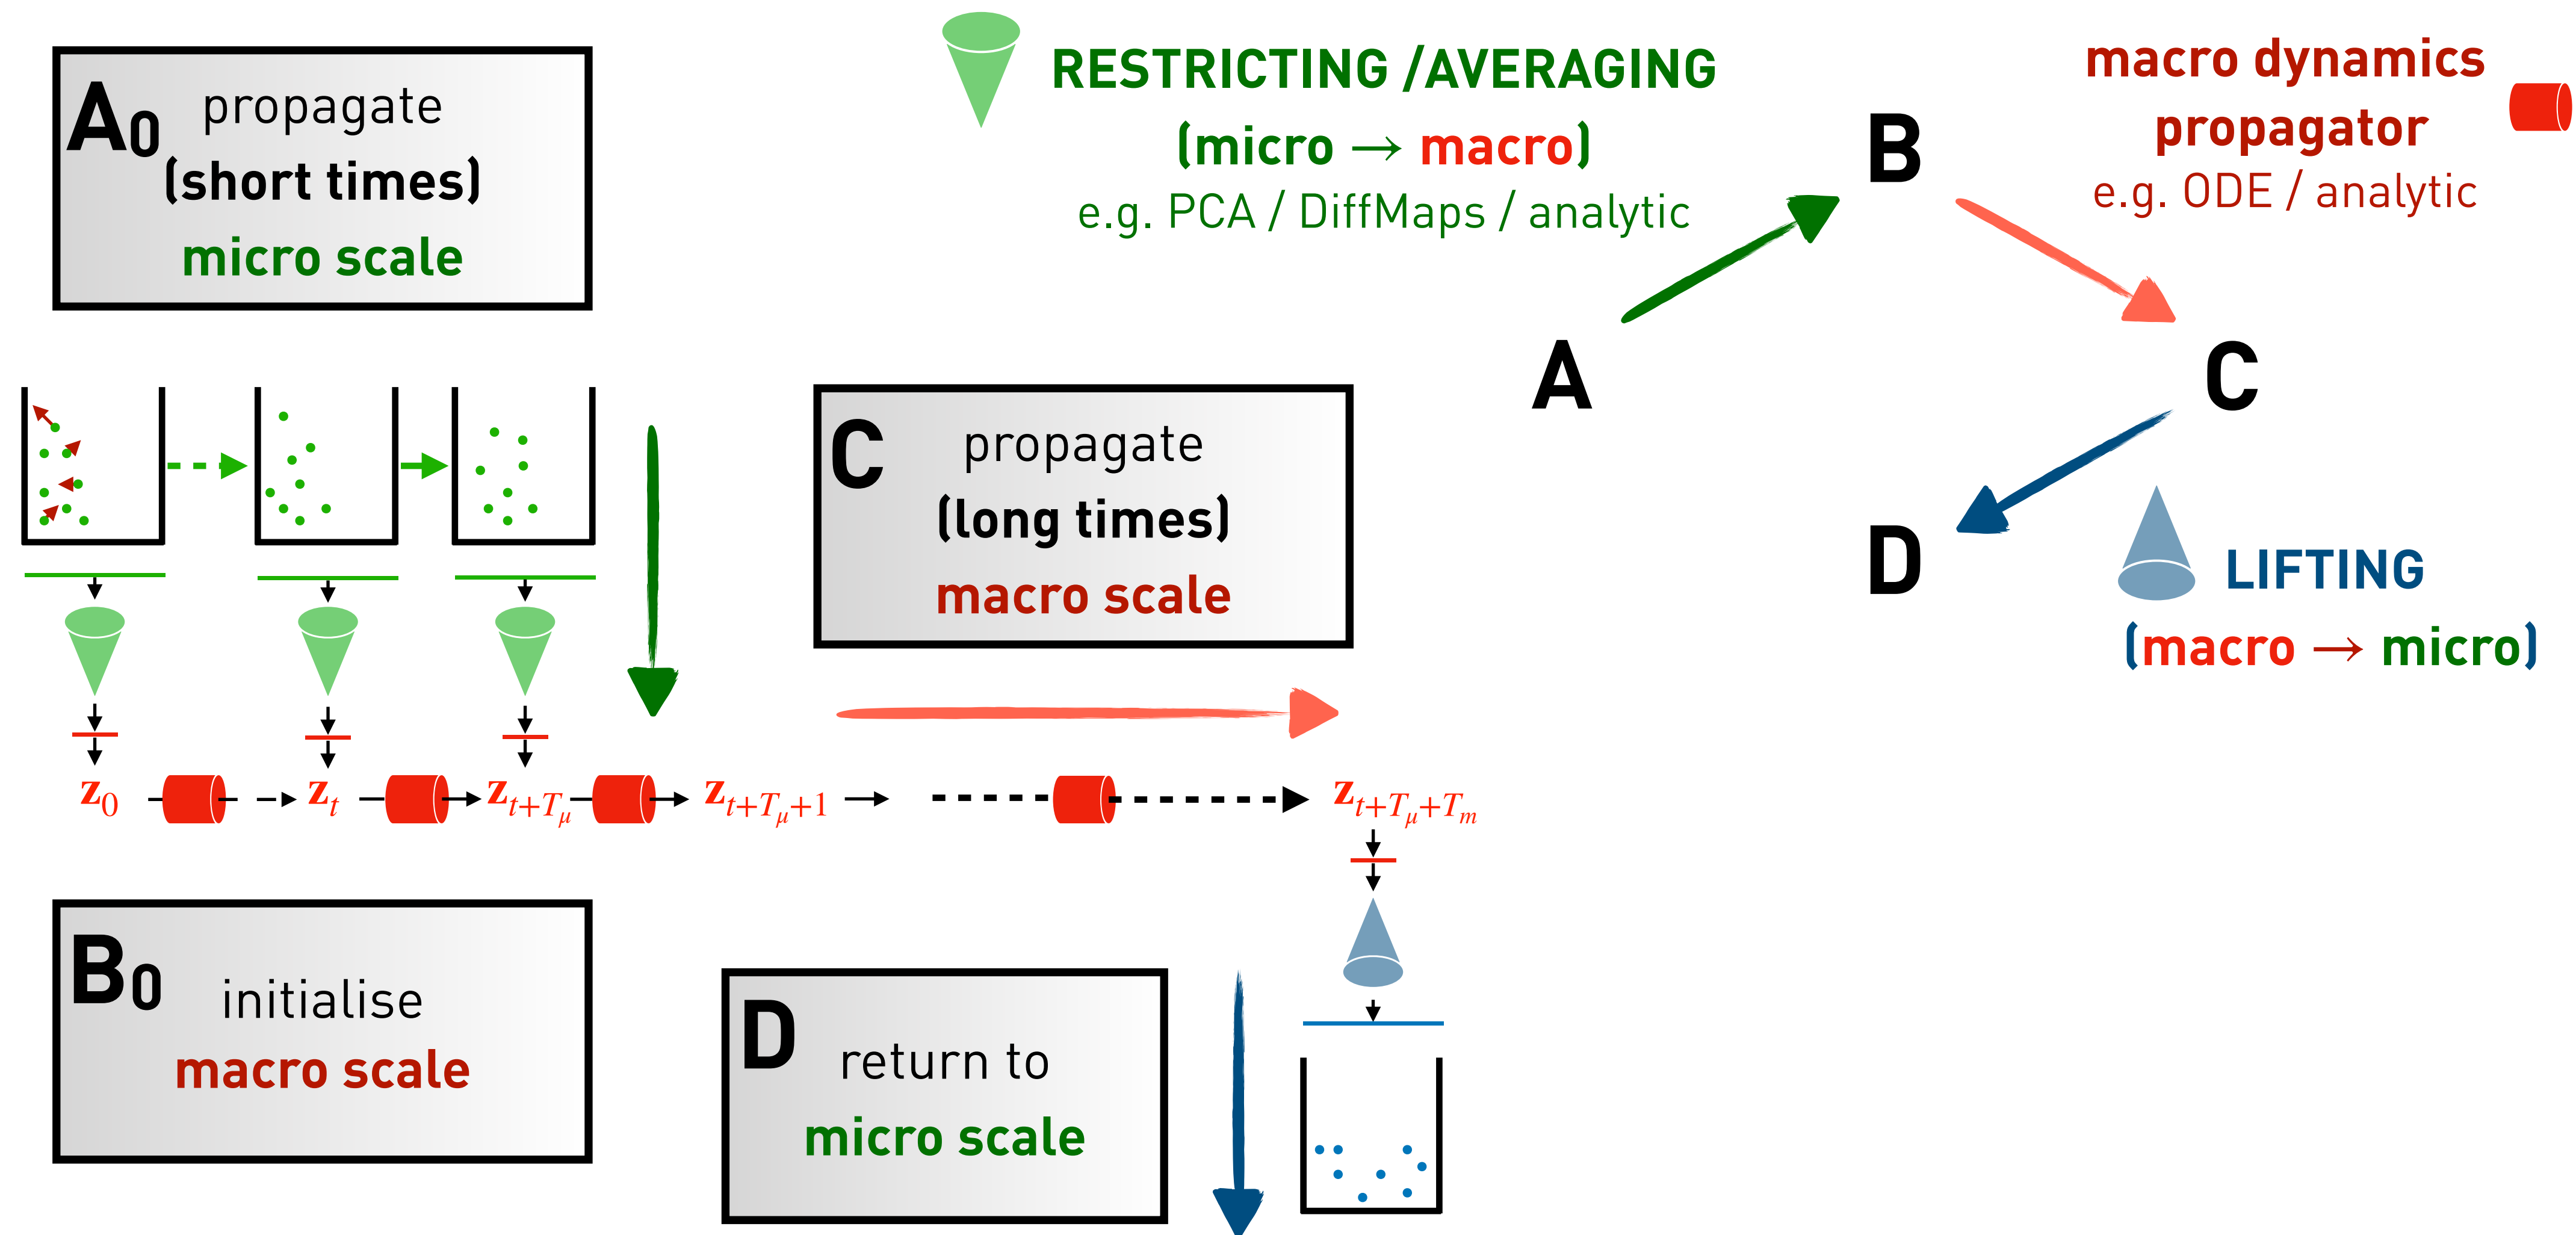 A0
propagate
(short times)
micro scale
RESTRICTING /AVERAGING
(micro → macro)
e.g. PCA / DiffMaps / analytic
macro dynamics
propagator
e.g. ODE / analytic
A
B
C
D
LIFTING
(macro → micro)
C
propagate
(long times)
macro scale
z0
zt
zt+Tμ
zt+Tμ+1
zt+Tμ+Tm
B0
initialise
macro scale
D
return to
micro scale